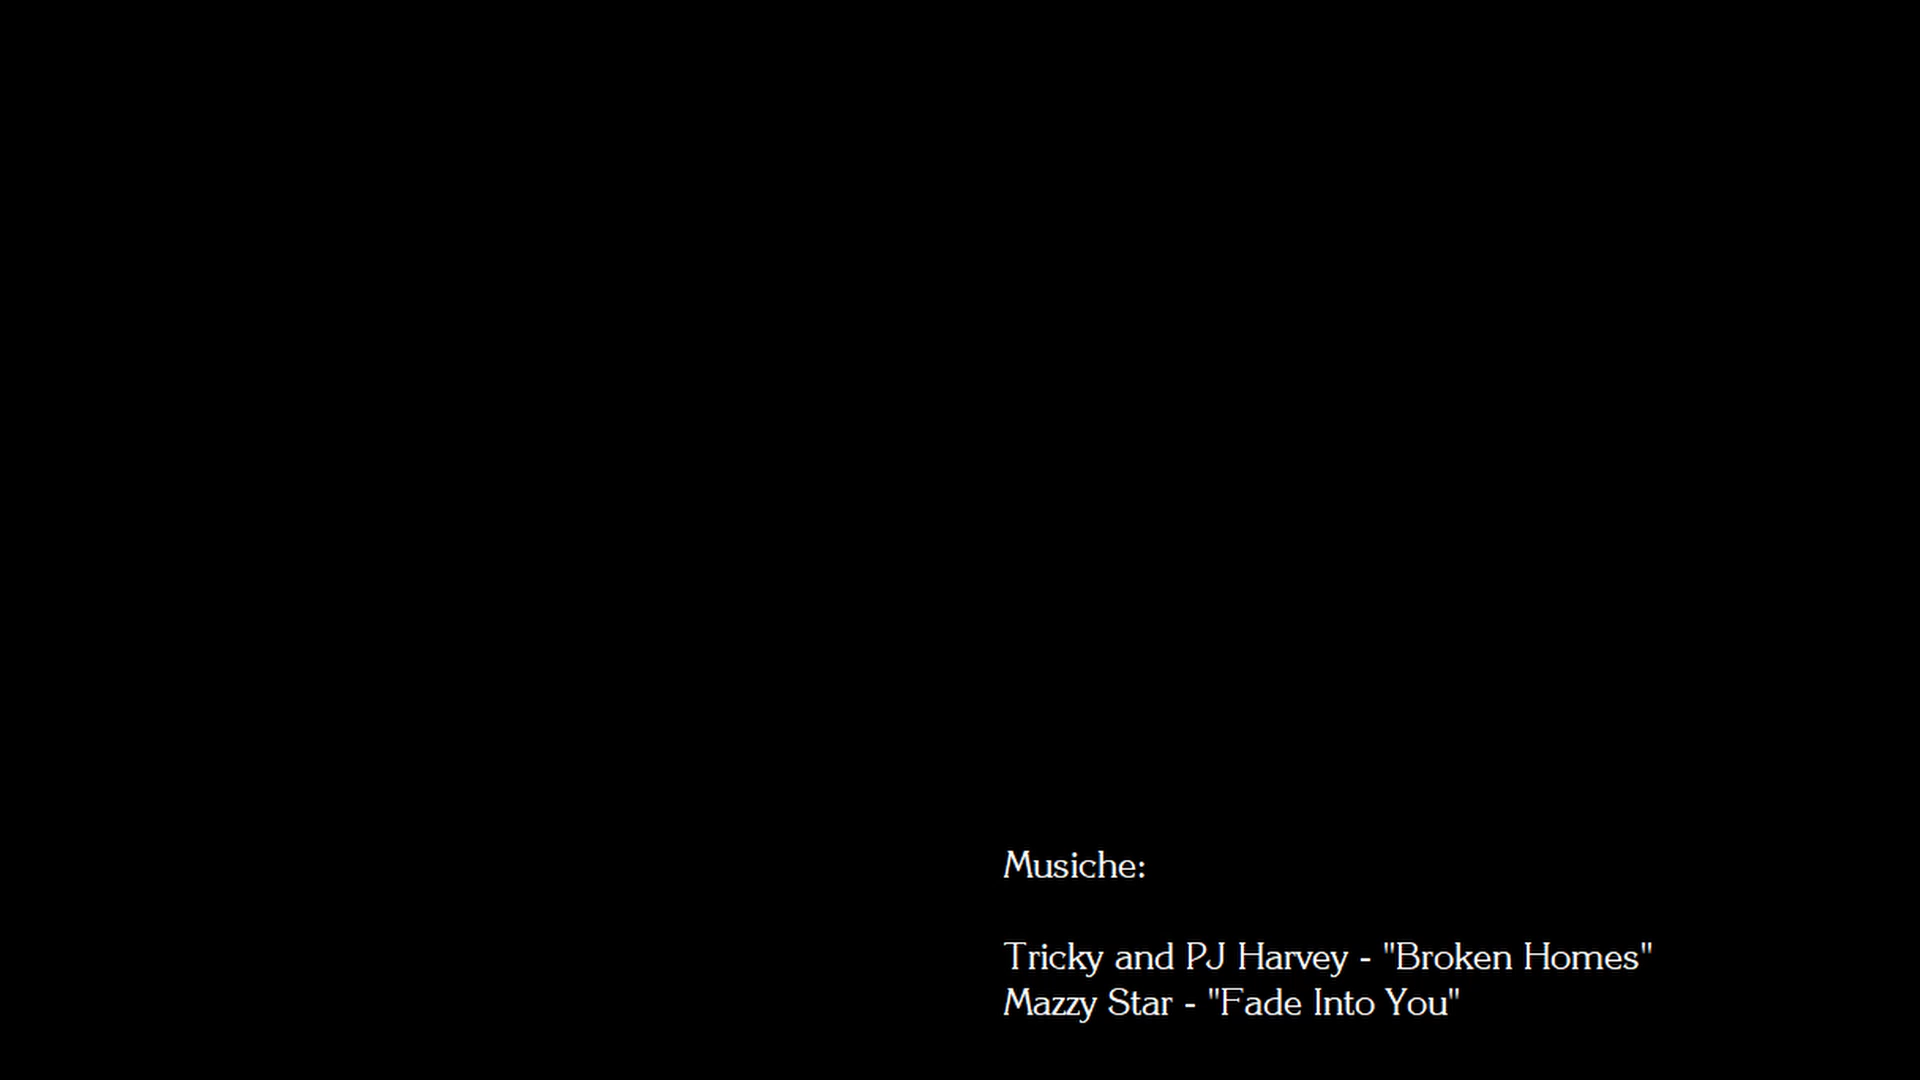 Musiche:
Tricky and PJ Harvey - "Broken Homes"
Mazzy Star - "Fade Into You"